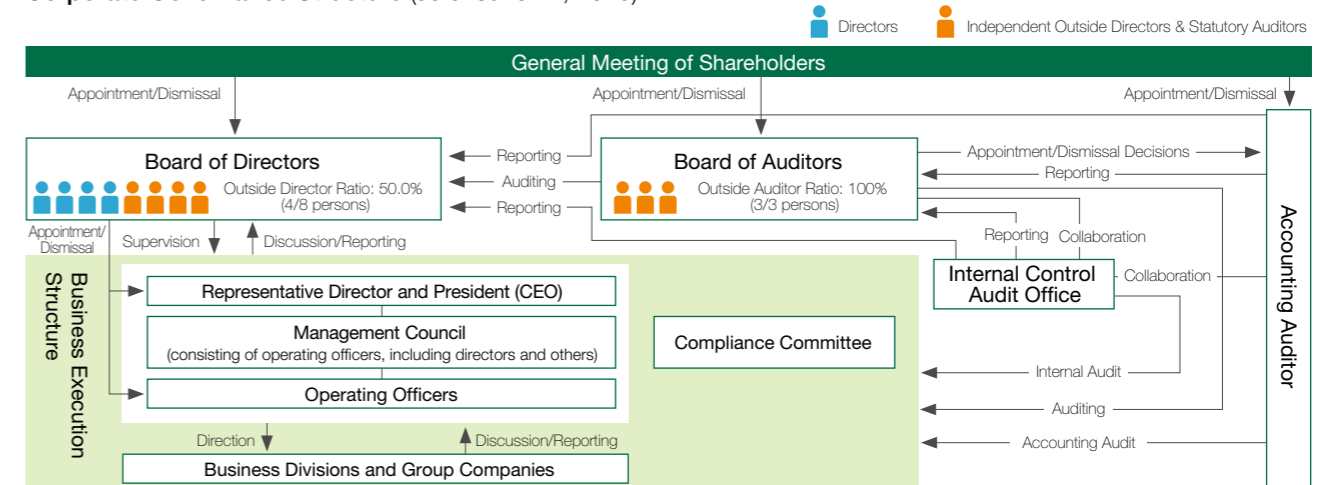 Directors
Independent Outside Directors & Statutory Auditors
General Meeting of Shareholders
Appointment/Dismissal
Appointment/Dismissal
Appointment/Dismissal
Board of Directors
Outside Director Ratio: 50.0%
(4/8 persons)
Reporting
Auditing
Reporting
Board of Auditors
Outside Auditor Ratio: 100%
(3/3 persons)
Appointment/Dismissal Decisions
Reporting
Accounting Auditor
Appointment/
Dismissal
Supervision
Discussion/Reporting
Reporting
Collaboration
Internal Control
Audit Office
Collaboration
Business Execution
Structure
Representative Director and President (CEO)
Management Council
(consisting of operating officers, including directors and others)
Operating Officers
Compliance Committee
Internal Audit
Auditing
Accounting Audit
Direction
Discussion/Reporting
Business Divisions and Group Companies